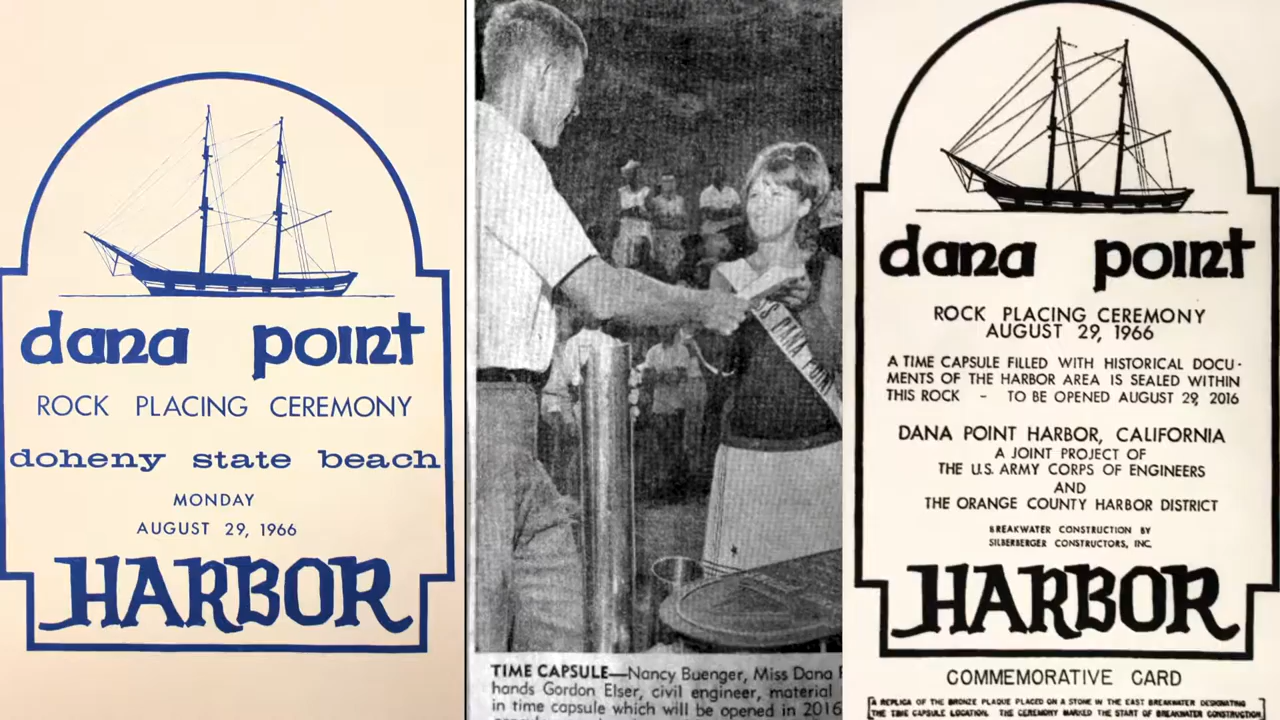 dana point
ROCK PLACING CEREMONY
doheny state beach
MONDAY
AUGUST 29, 1966
HARBOR
S DANA POIN
TIME CAPSULE—Nancy Buenger, Miss Dana
hands Gordon Elser, civil engineer, material
in time capsule which will be opened in 2016
dana point
ROCK PLACING CEREMONY
AUGUST 29, 1966
A TIME CAPSULE FILLED WITH HISTORICAL DOCU-
MENTS OF THE HARBOR AREA IS SEALED WITHIN
THIS ROCK - TO BE OPENED AUGUST 29, 2016
DANA POINT HARBOR, CALIFORNIA
A JOINT PROJECT OF
THE U.S. ARMY CORPS OF ENGINEERS
AND
THE ORANGE COUNTY HARBOR DISTRICT
BREAKWATER CONSTRUCTION BY
SILBERBERGER CONSTRUCTORS, INC.
HARBOR
COMMEMORATIVE CARD
[A REPLICA OF THE BRONZE PLAQUE PLACED ON A STONE IN THE EAST BREAKWATER DESIGNATING
THE TIME CAPSULE LOCATION. THE CEREMONY MARKED THE START OF BREAKWATER CONSTRUCTION]